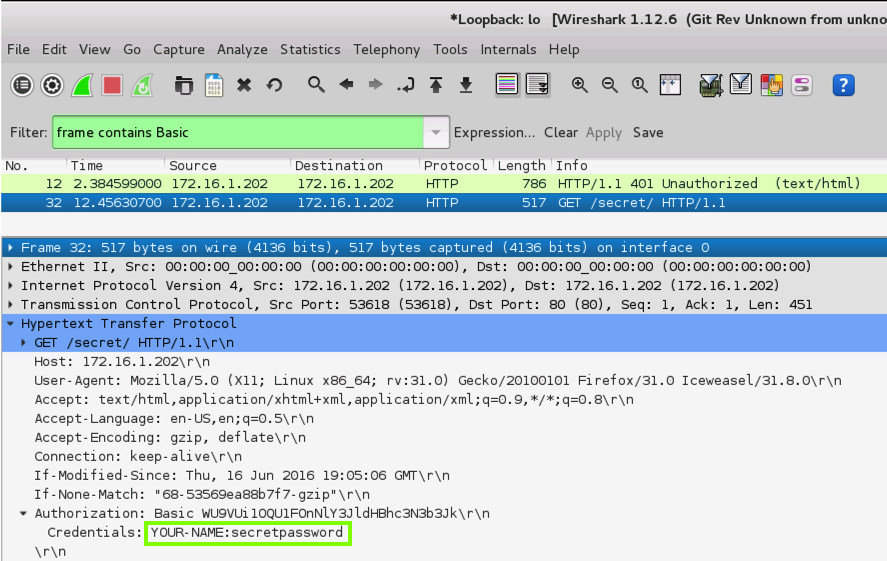 *Loopback: lo   [Wireshark 1.12.6  (Git Rev Unknown from unkno
File Edit View Go Capture Analyze Statistics Telephony Tools Internals Help
Filter: frame contains Basic Expression... Clear Apply Save
No. Time Source Destination Protocol Length Info
12 2.384599000 172.16.1.202 172.16.1.202 HTTP 786 HTTP/1.1 401 Unauthorized  (text/html)
32 12.45630700 172.16.1.202 172.16.1.202 HTTP 517 GET /secret/ HTTP/1.1
Frame 32: 517 bytes on wire (4136 bits), 517 bytes captured (4136 bits) on interface 0
Ethernet II, Src: 00:00:00_00:00:00 (00:00:00:00:00:00), Dst: 00:00:00_00:00:00 (00:00:00:00:00:00)
Internet Protocol Version 4, Src: 172.16.1.202 (172.16.1.202), Dst: 172.16.1.202 (172.16.1.202)
Transmission Control Protocol, Src Port: 53618 (53618), Dst Port: 80 (80), Seq: 1, Ack: 1, Len: 451
Hypertext Transfer Protocol
GET /secret/ HTTP/1.1\r\n
Host: 172.16.1.202\r\n
User-Agent: Mozilla/5.0 (X11; Linux x86_64; rv:31.0) Gecko/20100101 Firefox/31.0 Iceweasel/31.8.0\r\n
Accept: text/html,application/xhtml+xml,application/xml;q=0.9,*/*;q=0.8\r\n
Accept-Language: en-US,en;q=0.5\r\n
Accept-Encoding: gzip, deflate\r\n
Connection: keep-alive\r\n
If-Modified-Since: Thu, 16 Jun 2016 19:05:06 GMT\r\n
If-None-Match: "68-53569ea88b7f7-gzip"\r\n
Authorization: Basic WU9VUi1OQU1FOnNlY3JldHBhc3N3b3Jk\r\n
Credentials: YOUR-NAME:secretpassword
\r\n